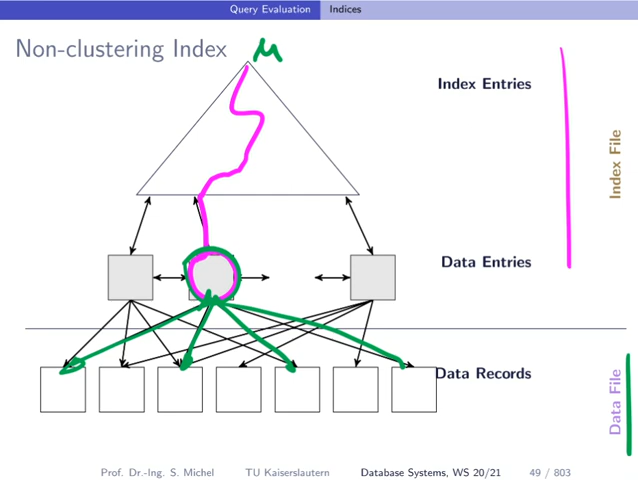 Query Evaluation Indices
Non-clustering Index μ
Index Entries
Index File
Data Entries
Data Records
Data File
Prof. Dr.-Ing. S. Michel TU Kaiserslautern Database Systems, WS 20/21 49 / 803